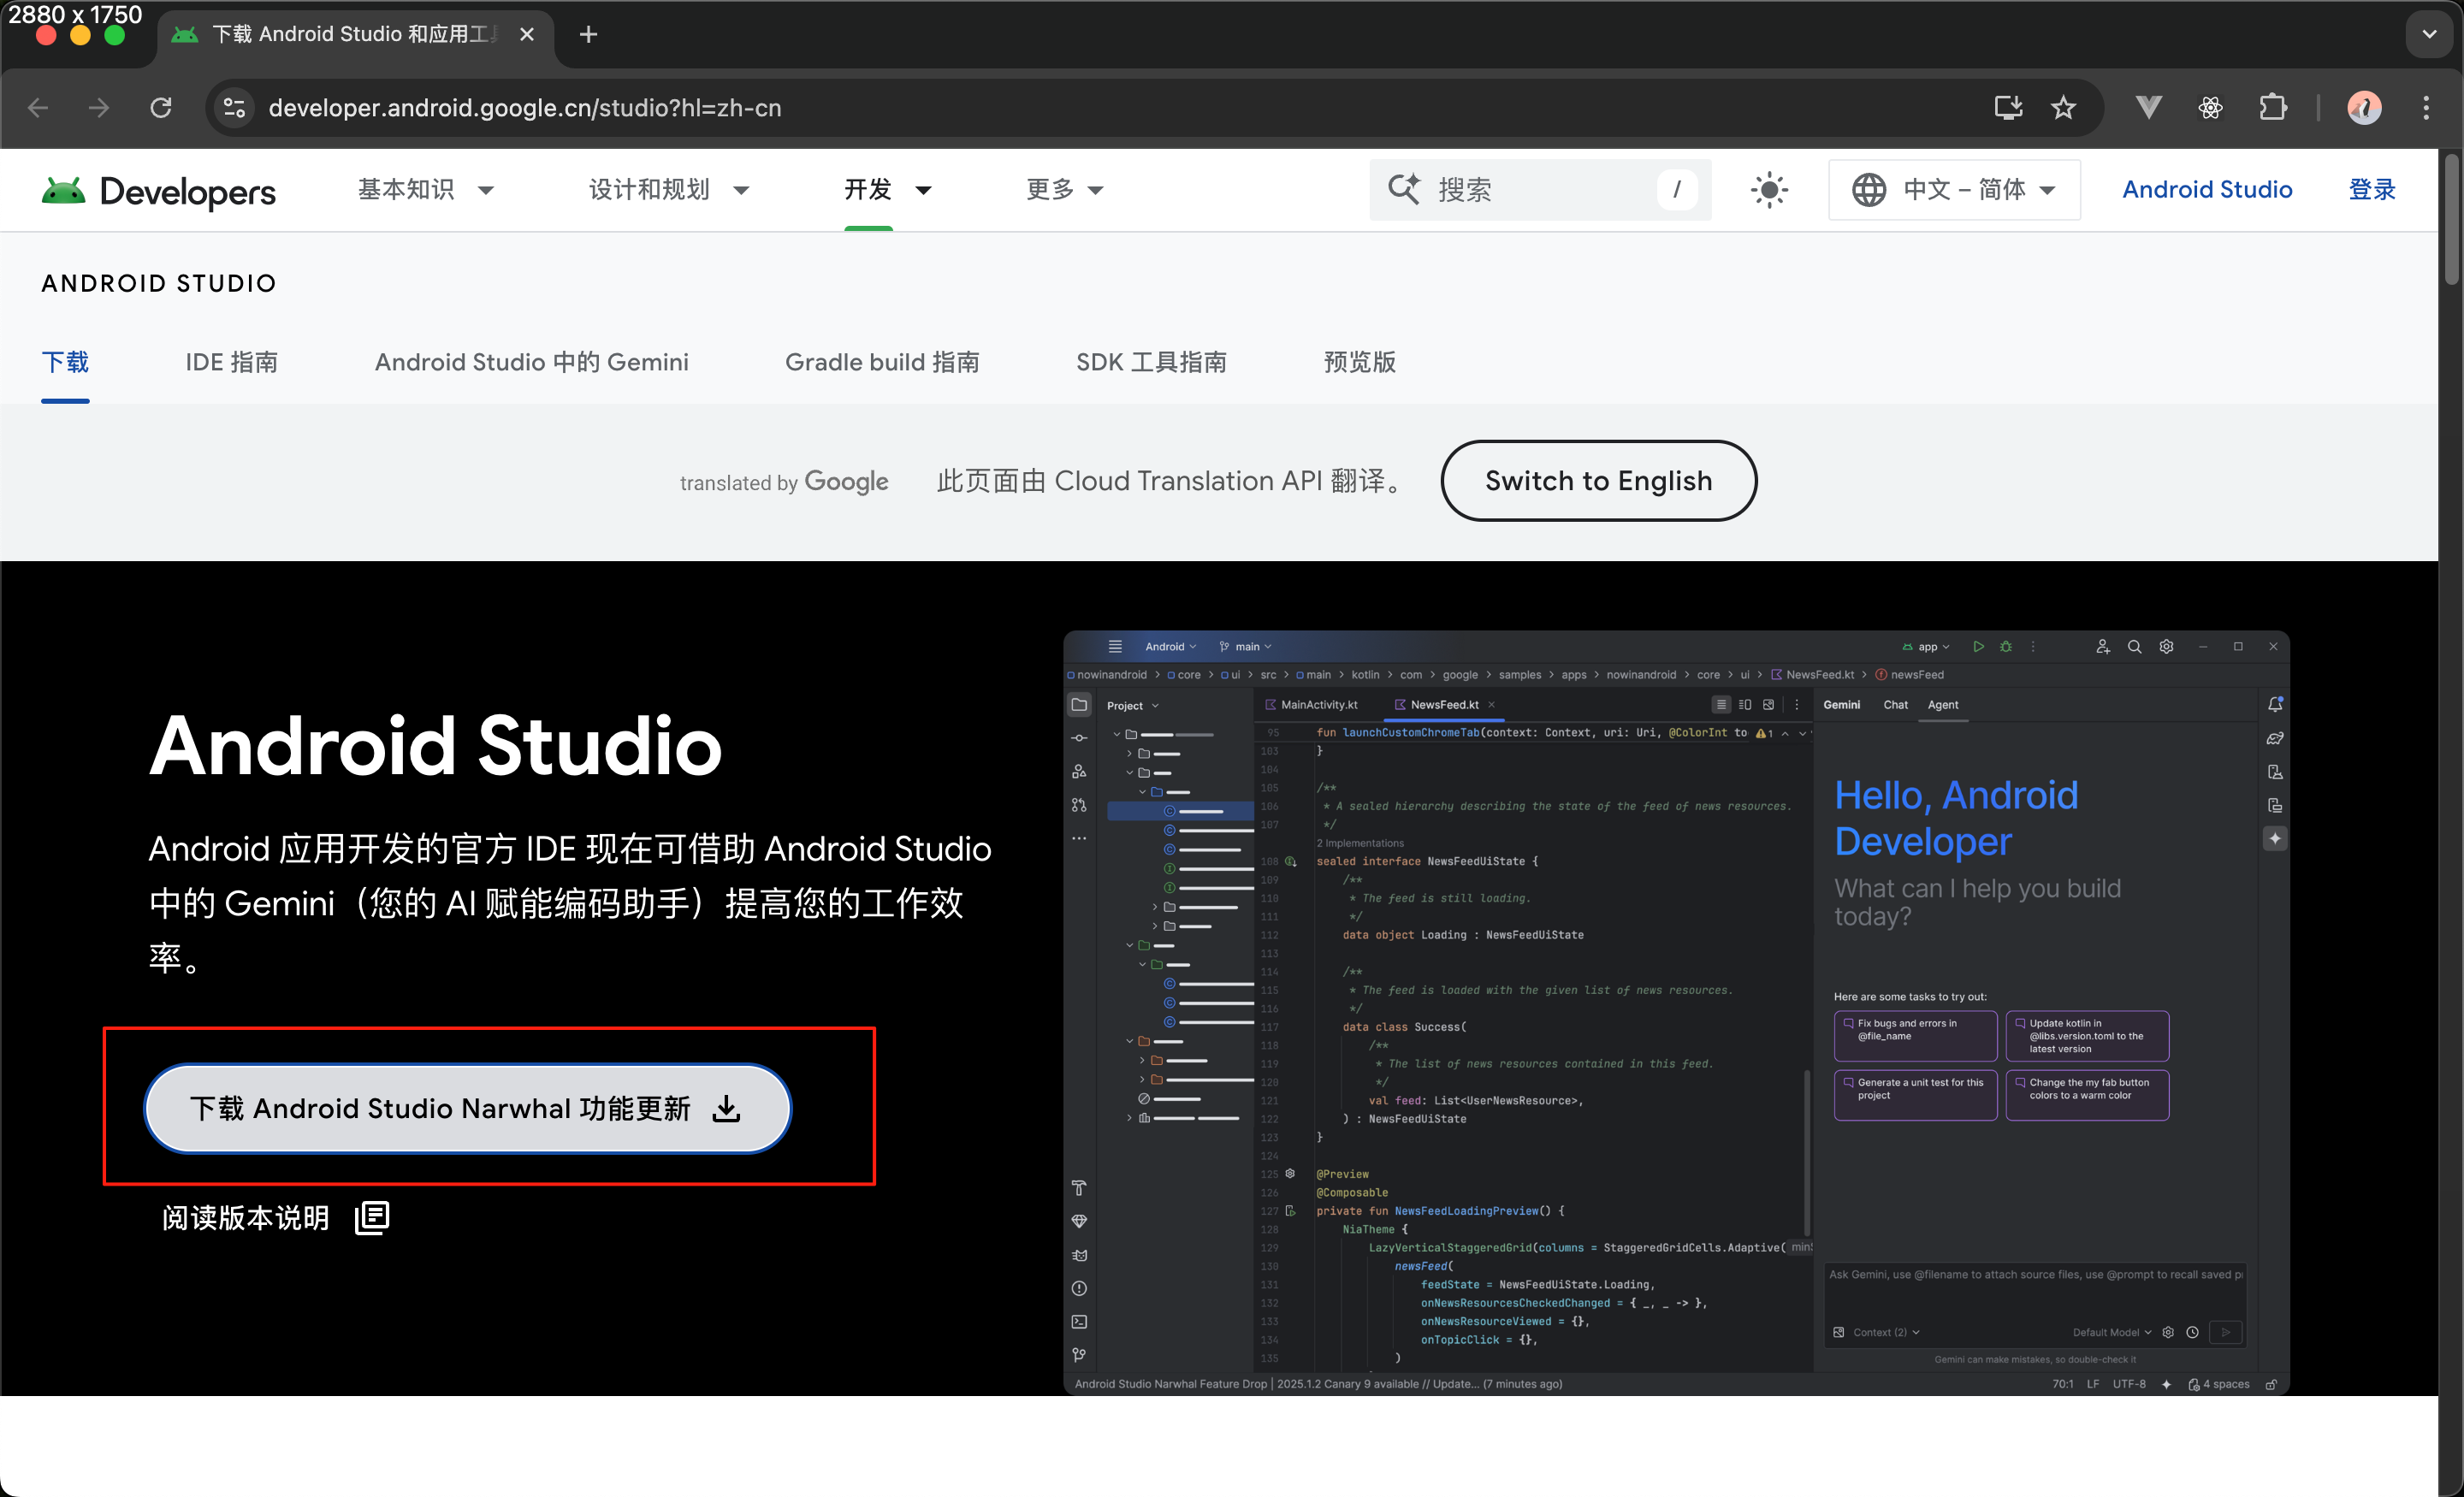 2880 x 1750
下载 Android Studio 和应用工
developer.android.google.cn/studio?hl=zh-cn
Developers
基本知识
设计和规划
开发
更多
搜索
/
中文 – 简体
Android Studio
登录
ANDROID STUDIO
下载
IDE 指南
Android Studio 中的 Gemini
Gradle build 指南
SDK 工具指南
预览版
translated by Google
此页面由 Cloud Translation API 翻译。
Switch to English
Android Studio
Android 应用开发的官方 IDE 现在可借助 Android Studio
中的 Gemini（您的 AI 赋能编码助手）提高您的工作效
率。
下载 Android Studio Narwhal 功能更新
阅读版本说明
Android
main
app
nowinandroid > core > ui > src > main > kotlin > com > google > samples > apps > nowinandroid > core > ui > NewsFeed.kt > newsFeed
Project
MainActivity.kt
NewsFeed.kt
95 fun launchCustomChromeTab(context: Context, uri: Uri, @ColorInt to 1
103 }
104
105 /**
106 * A sealed hierarchy describing the state of the feed of news resources.
107 */
2 Implementations
108 sealed interface NewsFeedUiState {
109 /**
110 * The feed is still loading.
111 */
112 data object Loading : NewsFeedUiState
113
114 /**
115 * The feed is loaded with the given list of news resources.
116 */
117 data class Success(
118 /**
119 * The list of news resources contained in this feed.
120 */
121 val feed: List<UserNewsResource>,
122 ) : NewsFeedUiState
123 }
124
125 @Preview
126 @Composable
127 private fun NewsFeedLoadingPreview() {
128 NiaTheme {
129 LazyVerticalStaggeredGrid(columns = StaggeredGridCells.Adaptive(
130 newsFeed(
131 feedState = NewsFeedUiState.Loading,
132 onNewsResourcesCheckedChanged = { _, _ -> },
133 onNewsResourceViewed = {},
134 onTopicClick = {},
135 )
Gemini
Chat
Agent
Hello, Android
Developer
What can I help you build
today?
Here are some tasks to try out:
Fix bugs and errors in
@file_name
Update kotlin in
@libs.version.toml to the
latest version
Generate a unit test for this
project
Change the my fab button
colors to a warm color
Ask Gemini, use @filename to attach source files, use @prompt to recall saved
Context (2)
Default Model
Gemini can make mistakes, so double-check it
Android Studio Narwhal Feature Drop | 2025.1.2 Canary 9 available // Update... (7 minutes ago)
70:1
LF
UTF-8
4 spaces